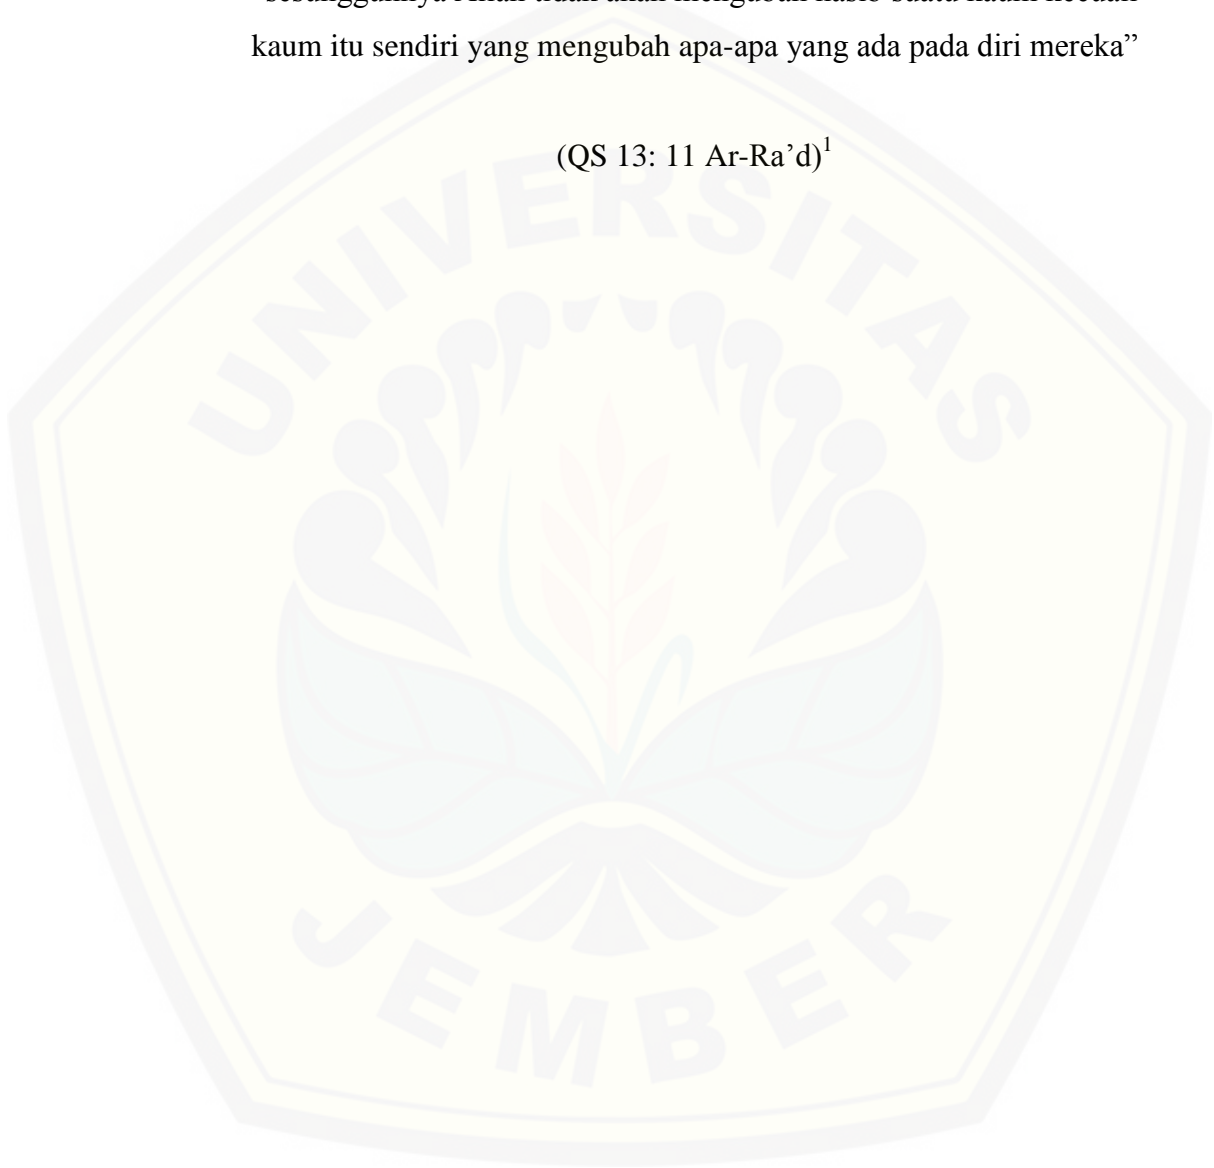 kaum itu sendiri yang mengubah apa-apa yang ada pada diri mereka”
(QS 13: 11 Ar-Ra’d)1
UNIVERSITAS
JEMBER